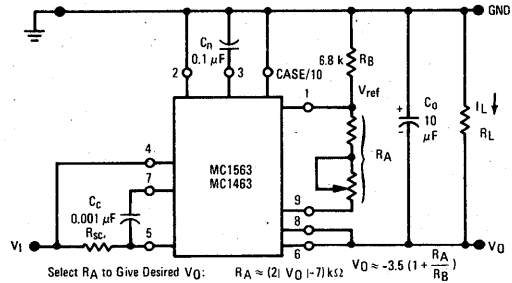 GND
Cn
0.1 μF
2
3
CASE/10
6.8 k
RB
1
Vref
C0
10
μF
+
-
IL
RL
RA
MC1563
MC1463
4
7
CC
0.001 μF
RSC.
VI
5
9
8
6
VO
Select RA to Give Desired VO: RA ≈ (2| VO |-7) kΩ
VO ≈ -3.5 (1 + RA/RB)